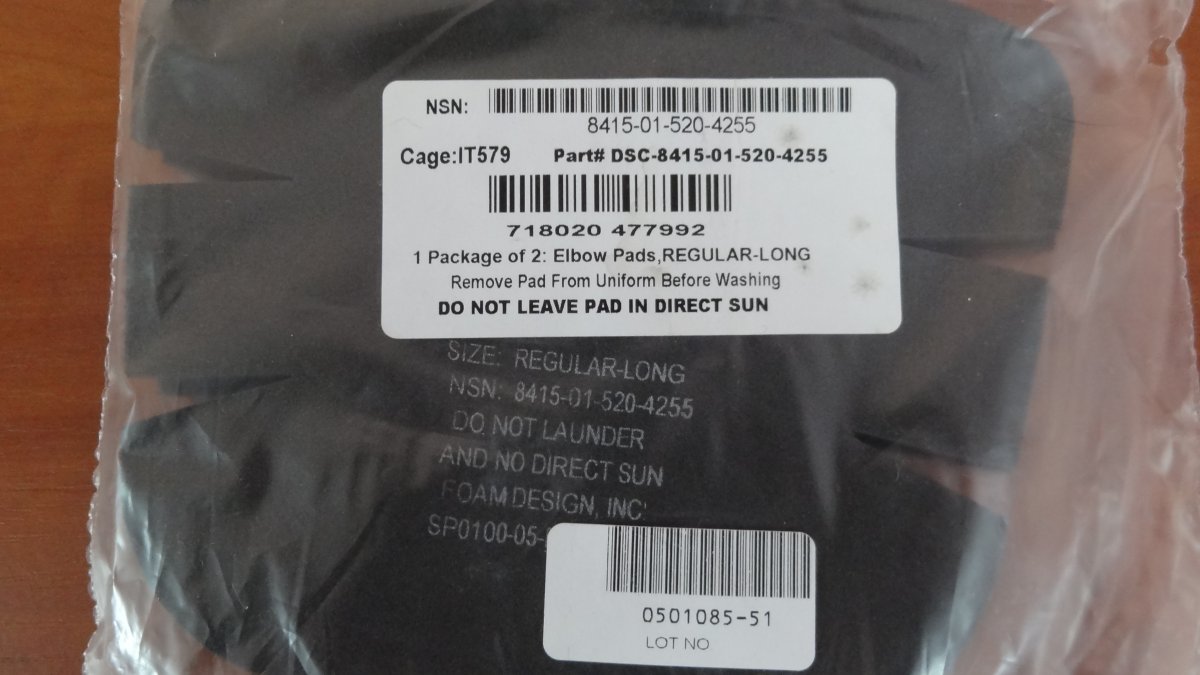 NSN:
8415-01-520-4255
Cage:IT579 Part# DSC-8415-01-520-4255
718020 477992
1 Package of 2: Elbow Pads,REGULAR-LONG
Remove Pad From Uniform Before Washing
DO NOT LEAVE PAD IN DIRECT SUN
SIZE: REGULAR-LONG
NSN: 8415-01-520-4255
DO NOT LAUNDER
AND NO DIRECT SUN
FOAM DESIGN, INC.
SP0100-05-
0501085-51
LOT NO